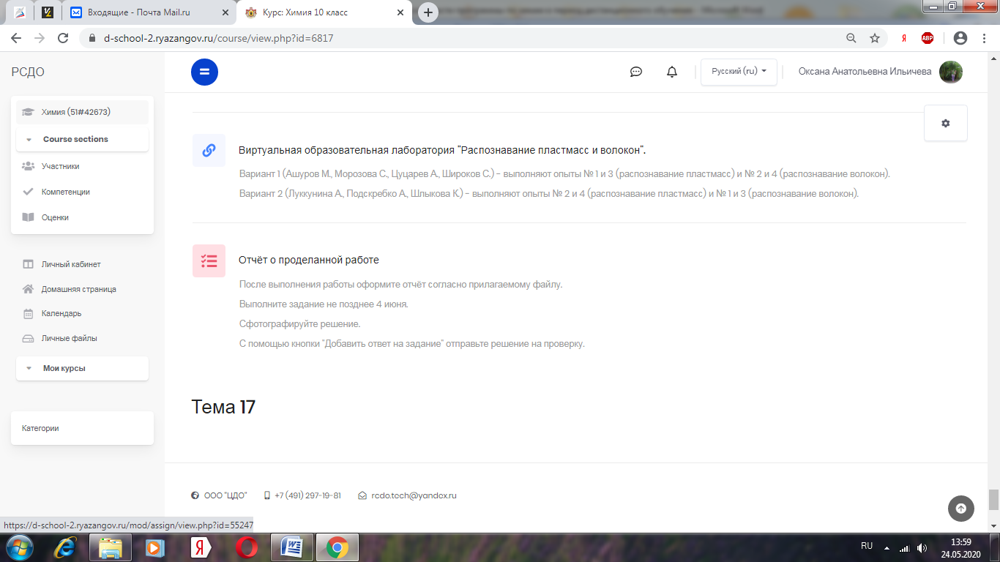 Входящие - Почта Mail.ru
Курс: Химия 10 класс
d-school-2.ryazangov.ru/course/view.php?id=6817
Я
ABP
РСДО
Русский (ru)
Оксана Анатольевна Ильичева
Химия (51#42673)
Course sections
Участники
Компетенции
Оценки
Личный кабинет
Домашняя страница
Календарь
Личные файлы
Мои курсы
Категории
Виртуальная образовательная лаборатория "Распознавание пластмасс и волокон".
Вариант 1 (Ашуров М., Морозова С., Цуцарев А., Широков С.) - выполняют опыты № 1 и 3 (распознавание пластмасс) и № 2 и 4 (распознавание волокон).
Вариант 2 (Луккунина А., Подскребко А., Шлыкова К.) - выполняют опыты № 2 и 4 (распознавание пластмасс) и № 1 и 3 (распознавание волокон).
Отчёт о проделанной работе
После выполнения работы оформите отчёт согласно прилагаемому файлу.
Выполните задание не позднее 4 июня.
Сфотографируйте решение.
С помощью кнопки "Добавить ответ на задание" отправьте решение на проверку.
Тема 17
ООО "ЦДО"
+7 (491) 297-19-81
rcdo.tech@yandex.ru
https://d-school-2.ryazangov.ru/mod/assign/view.php?id=55247
Я
RU
13:59
24.05.2020